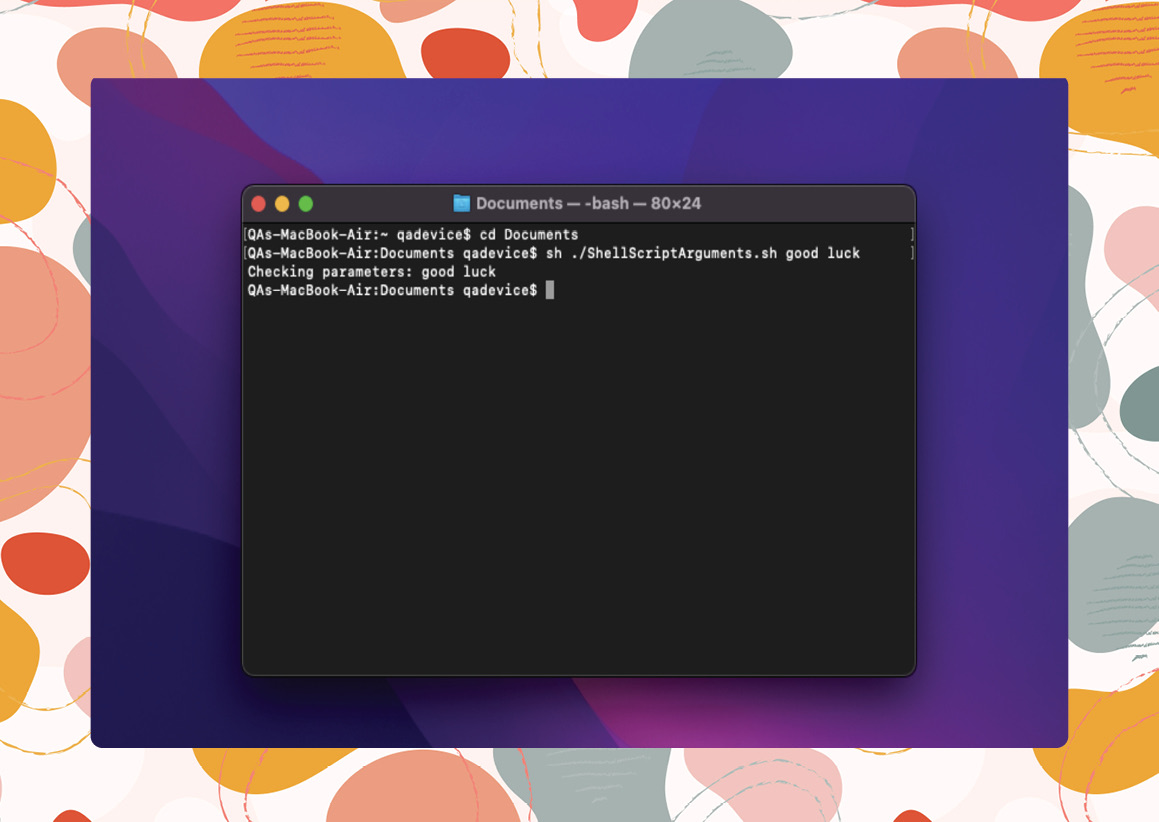 Documents — -bash — 80×24
[QAs-MacBook-Air:~ qadevice$ cd Documents ]
[QAs-MacBook-Air:Documents qadevice$ sh ./ShellScriptArguments.sh good luck ]
Checking parameters: good luck
QAs-MacBook-Air:Documents qadevice$